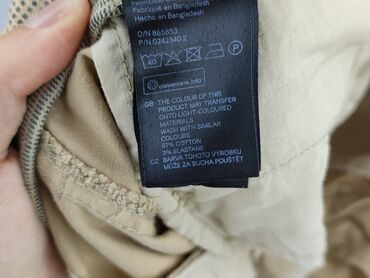 Fabriqué en Bangladesh
Hecho en Bangladesh
O/N 865853
P/N 0242340 2
40
P
clevercare.info
GB THE COLOUR OF THIS
PRODUCT MAY TRANSFER
ONTO LIGHT-COLOURED
MATERIALS
WASH WITH SIMILAR
COLOURS
97% COTTON
3% ELASTANE
CZ BARVA TOHOTO VÝROBKU
MŮŽE ZA SUCHA POUŠTĚT